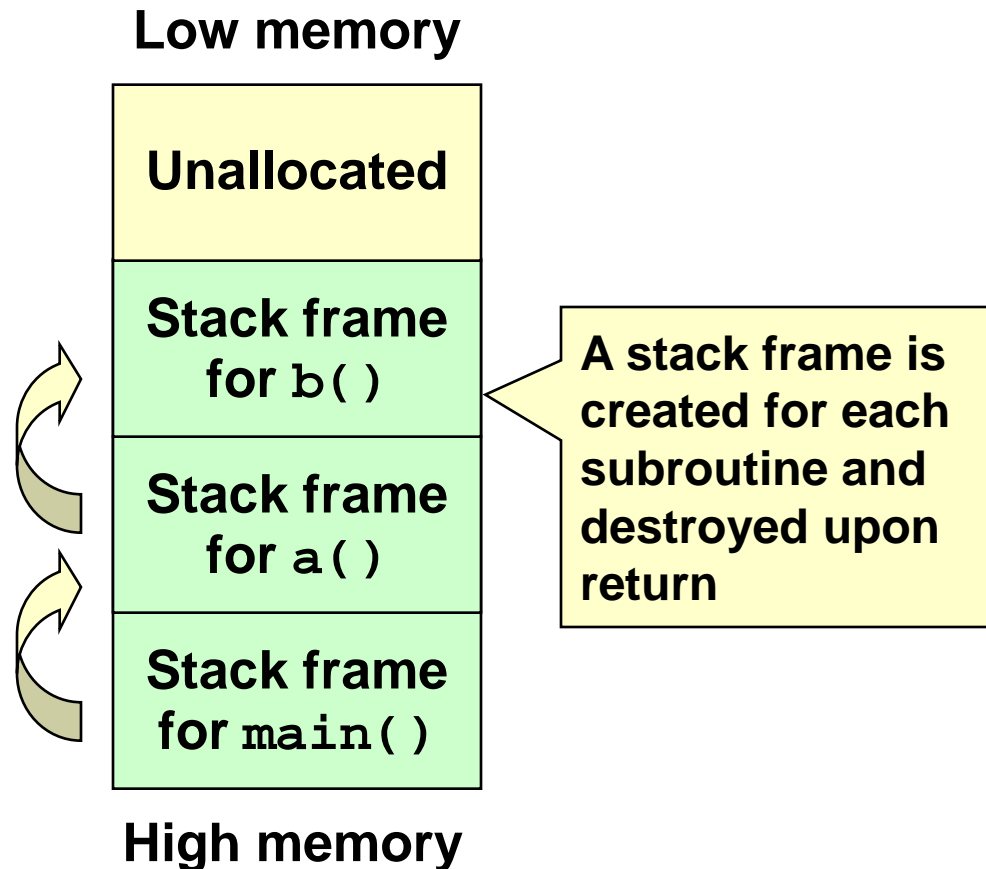 Low memory
Unallocated
Stack frame
for b()
Stack frame
for a()
Stack frame
for main()
High memory
A stack frame is
created for each
subroutine and
destroyed upon
return